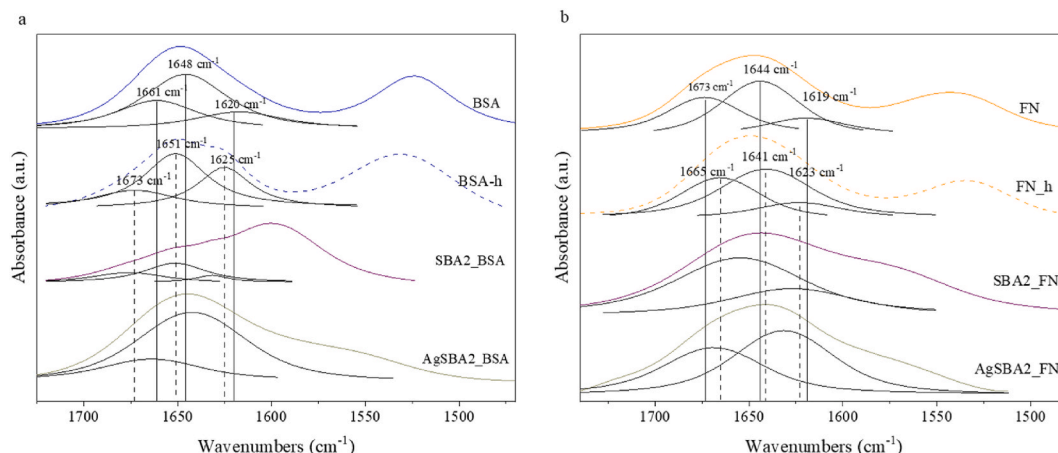 a
1648 cm-1
1661 cm-1
1620 cm-1
BSA
1651 cm-1
1625 cm-1
1673 cm-1
BSA-h
SBA2_BSA
AgSBA2_BSA
Absorbance (a.u.)
1700 1650 1600 1550 1500
Wavenumbers (cm-1)
b
1644 cm-1
1673 cm-1
1619 cm-1
FN
1641 cm-1
1665 cm-1
1623 cm-1
FN_h
SBA2_FN
AgSBA2_FN
Absorbance (a.u.)
1700 1650 1600 1550 1500
Wavenumbers (cm-1)